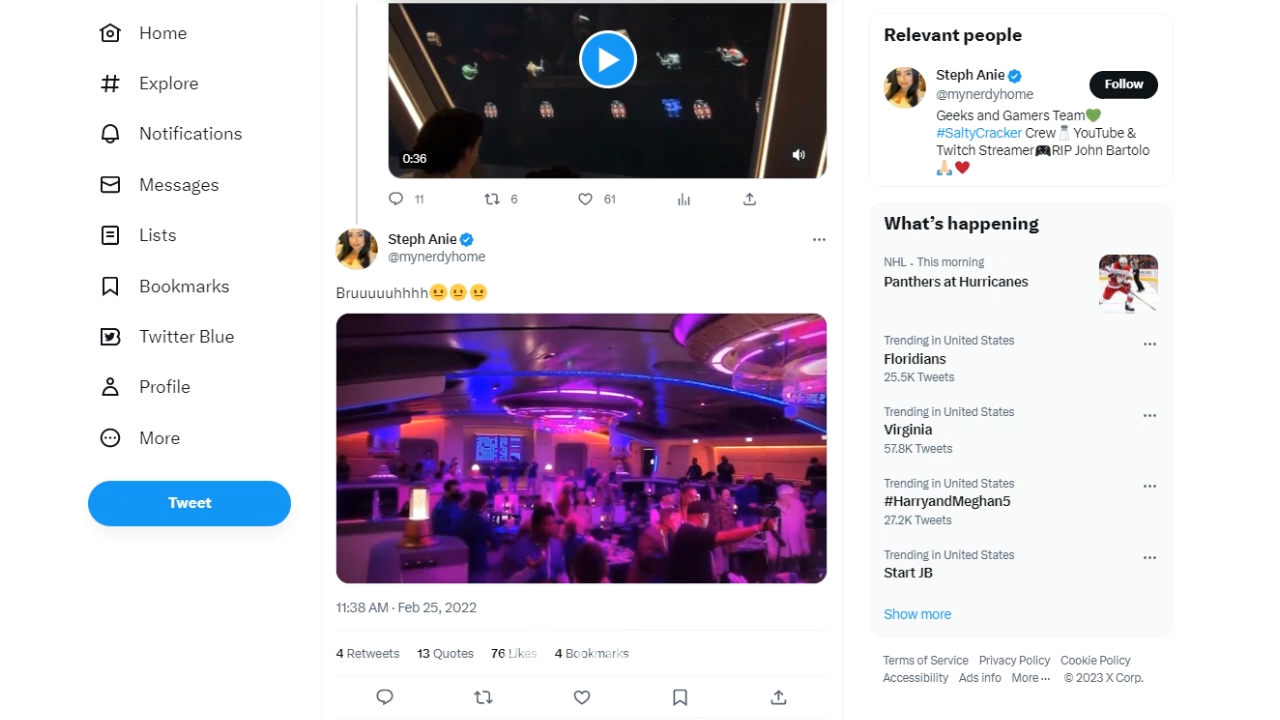 Home
Explore
Notifications
Messages
Lists
Bookmarks
Twitter Blue
Profile
More
Tweet
0:36
11 6 61
Steph Anie
@mynerdyhome
Bruuuuuhhhh😐😐😐
11:38 AM · Feb 25, 2022
4 Retweets 13 Quotes 76 Likes 4 Bookmarks
Relevant people
Steph Anie
@mynerdyhome
Follow
Geeks and Gamers Team💚
#SaltyCracker Crew🧂YouTube &
Twitch Streamer🎮RIP John Bartolo
🙏🏼❤️
What's happening
NHL · This morning
Panthers at Hurricanes
Trending in United States
Floridians
25.5K Tweets
Trending in United States
Virginia
57.8K Tweets
Trending in United States
#HarryandMeghan5
27.2K Tweets
Trending in United States
Start JB
Show more
Terms of Service Privacy Policy Cookie Policy
Accessibility Ads info More ··· © 2023 X Corp.